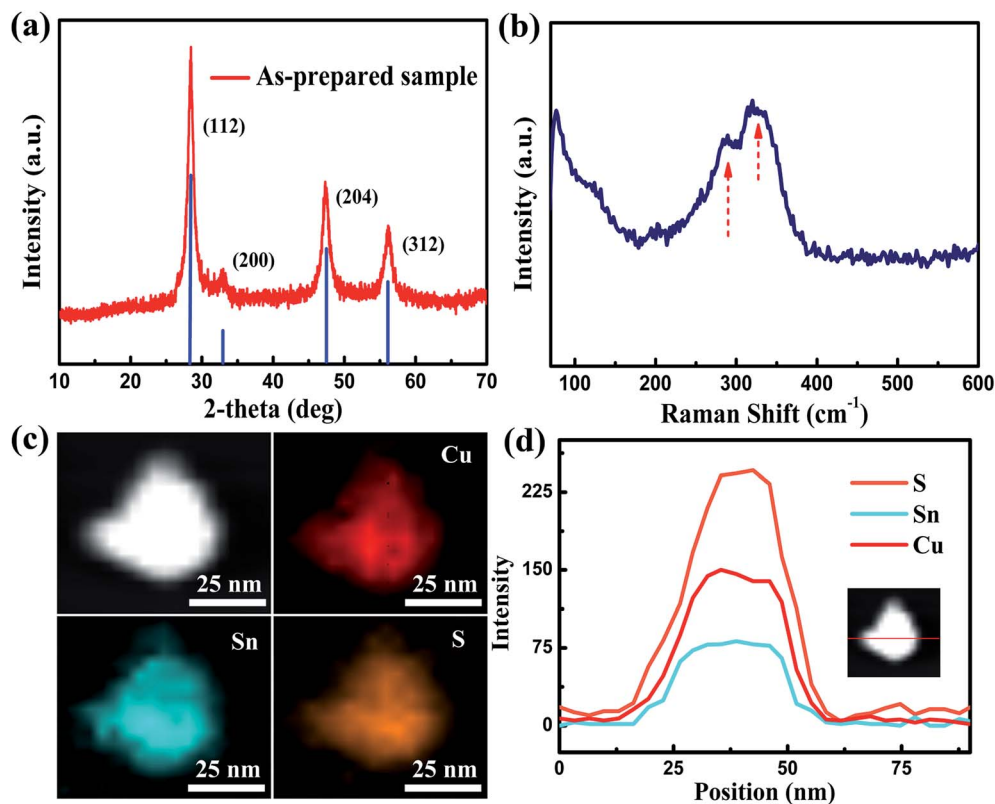 (a)
Intensity (a.u.)
As-prepared sample
(112)
(200)
(204)
(312)
10 20 30 40 50 60 70
2-theta (deg)
(b)
Intensity (a.u.)
100 200 300 400 500 600
Raman Shift (cm⁻¹)
(c)
25 nm
Cu
25 nm
Sn
25 nm
S
25 nm
(d)
Intensity
225
150
75
0
S
Sn
Cu
0 25 50 75
Position (nm)